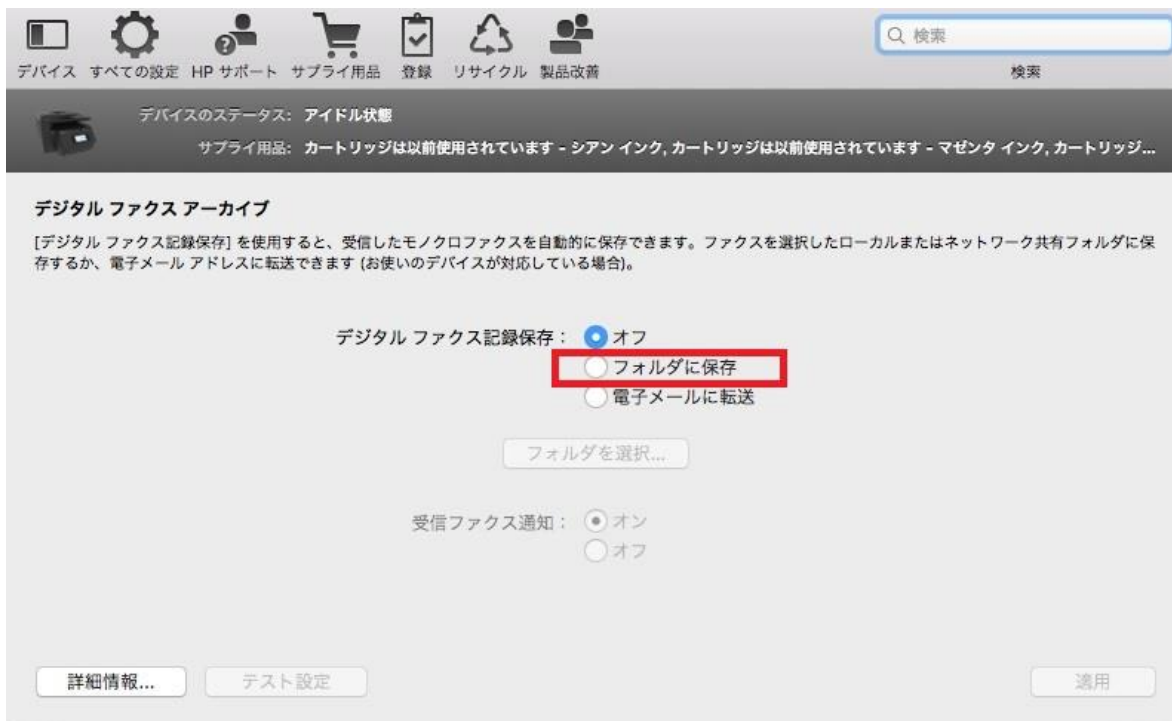 検索
デバイス すべての設定 HP サポート サプライ用品 登録 リサイクル 製品改善 検索
デバイスのステータス: アイドル状態
サプライ用品: カートリッジは以前使用されています - シアン インク, カートリッジは以前使用されています - マゼンタ インク, カートリッジ...
デジタル ファクス アーカイブ
[デジタル ファクス記録保存] を使用すると、受信したモノクロファクスを自動的に保存できます。ファクスを選択したローカルまたはネットワーク共有フォルダに保
存するか、電子メール アドレスに転送できます (お使いのデバイスが対応している場合)。
デジタル ファクス記録保存： オフ
フォルダに保存
電子メールに転送
フォルダを選択...
受信ファクス通知： オン
オフ
詳細情報... テスト設定 適用